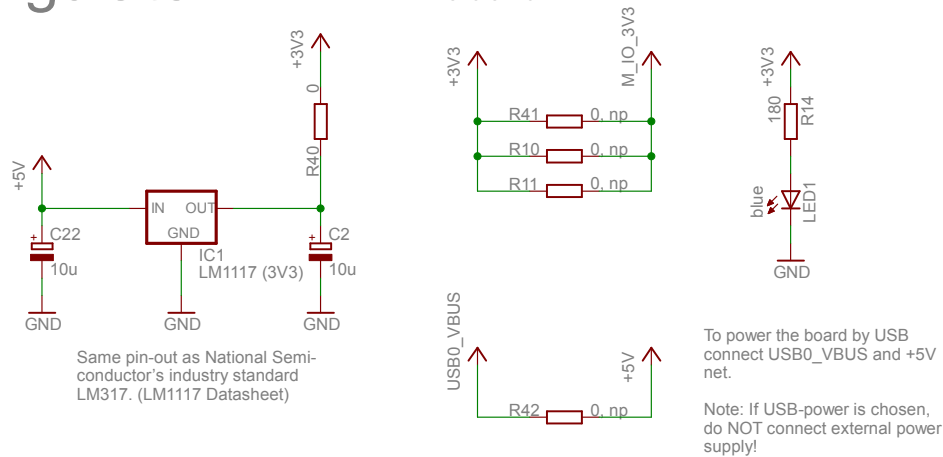 +3V3
0
R40
+5V
IN OUT
GND
IC1
LM1117 (3V3)
C22
10u
C2
10u
GND
GND
GND
Same pin-out as National Semi-
conductor's industry standard
LM317. (LM1117 Datasheet)
+3V3
M_IO_3V3
R41 0, np
R10 0, np
R11 0, np
USB0_VBUS
+5V
R42 0, np
+3V3
180
R14
blue
LED1
GND
To power the board by USB
connect USB0_VBUS and +5V
net.
Note: If USB-power is chosen,
do NOT connect external power
supply!